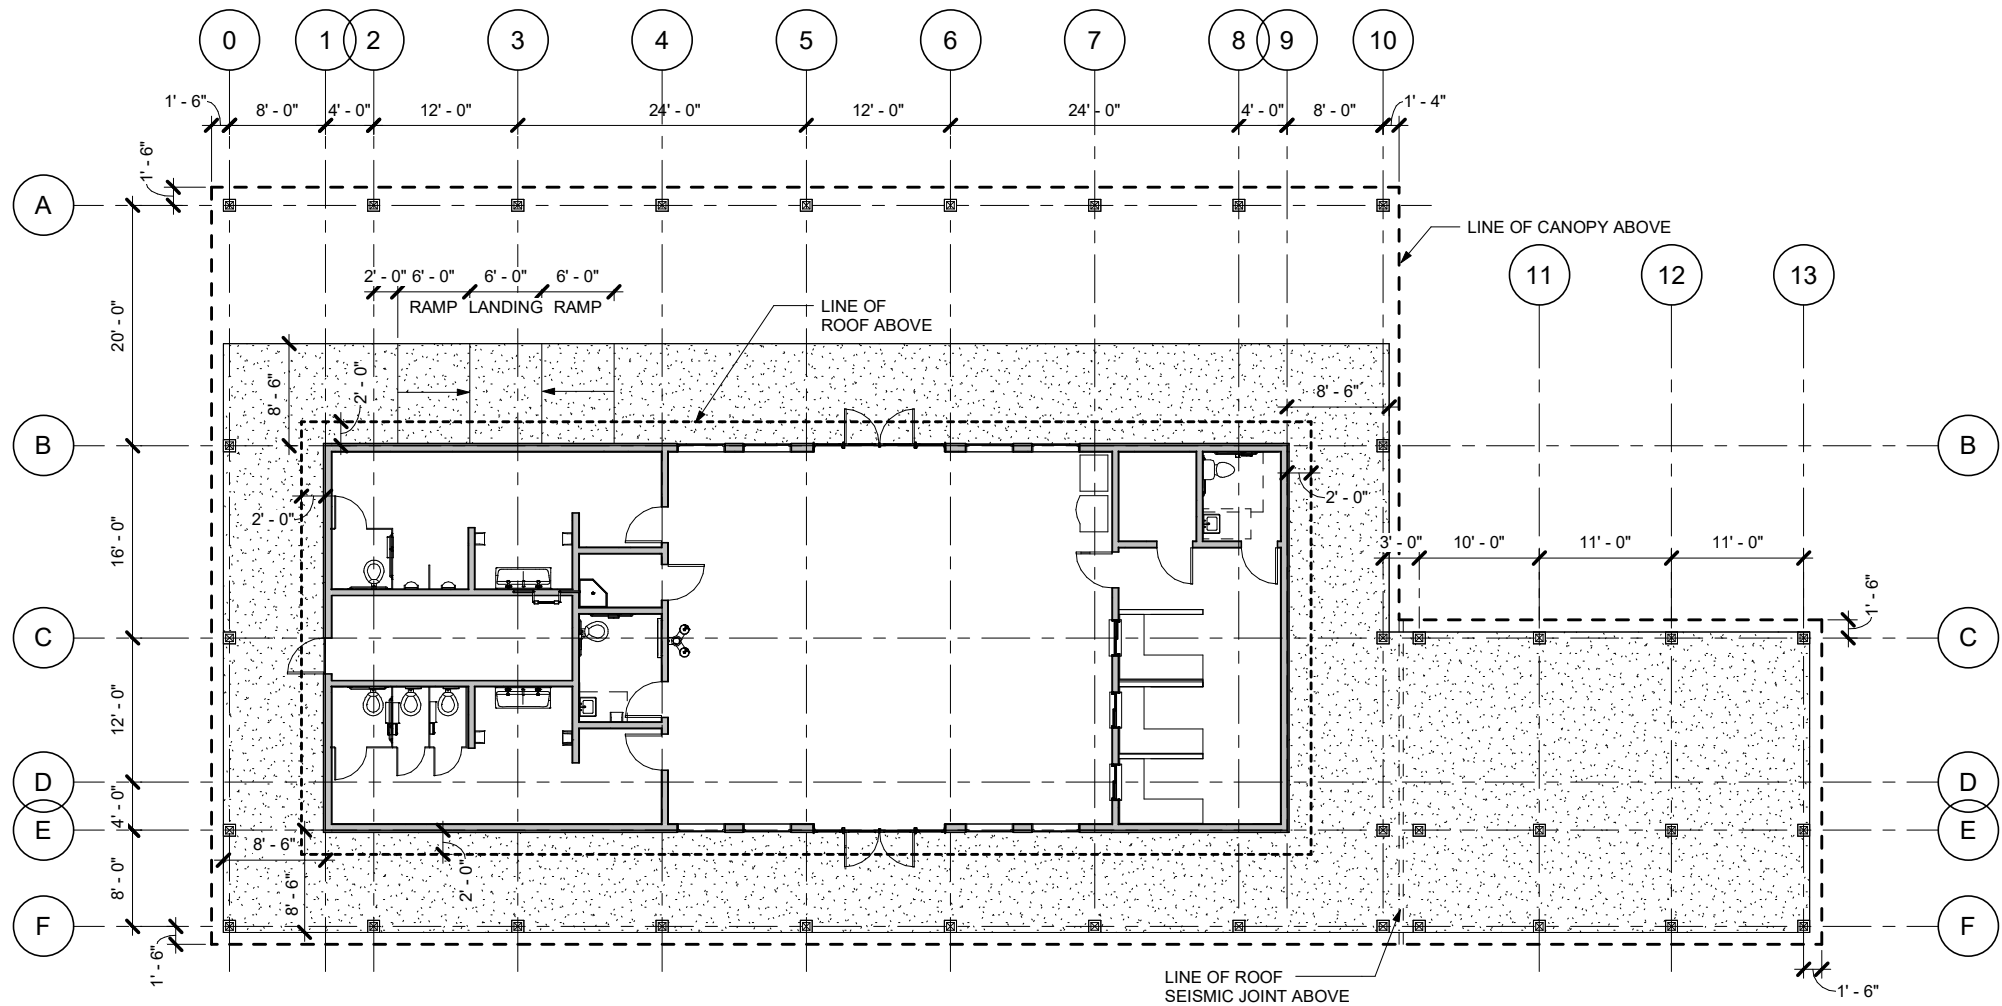 0 1 2 3 4 5 6 7 8 9 10
1' - 6" 8' - 0" 4' - 0" 12' - 0" 24' - 0" 12' - 0" 24' - 0" 4' - 0" 8' - 0" 1' - 4"
1' - 6"
A
LINE OF CANOPY ABOVE
11 12 13
2' - 0" 6' - 0" 6' - 0" 6' - 0"
RAMP LANDING RAMP
LINE OF
ROOF ABOVE
20' - 0"
8' - 6"
2' - 0"
8' - 6"
B B
2' - 0"
2' - 0"
16' - 0"
3' - 0" 10' - 0" 11' - 0" 11' - 0"
1' - 6"
C C
12' - 0"
D D
4' - 0"
E E
8' - 6"
8' - 0"
8' - 6"
2' - 0"
F F
1' - 6"
LINE OF ROOF
SEISMIC JOINT ABOVE
1' - 6"